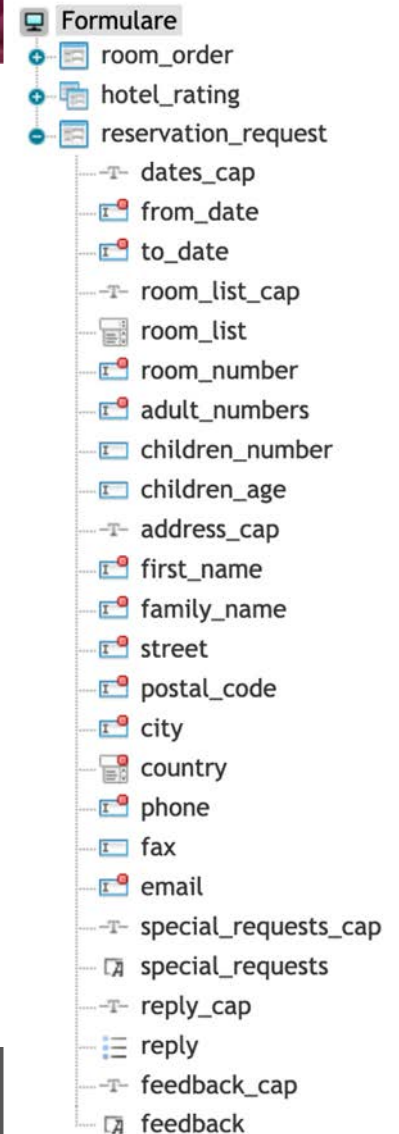 Formulare
room_order
hotel_rating
reservation_request
dates_cap
from_date
to_date
room_list_cap
room_list
room_number
adult_numbers
children_number
children_age
address_cap
first_name
family_name
street
postal_code
city
country
phone
fax
email
special_requests_cap
special_requests
reply_cap
reply
feedback_cap
feedback